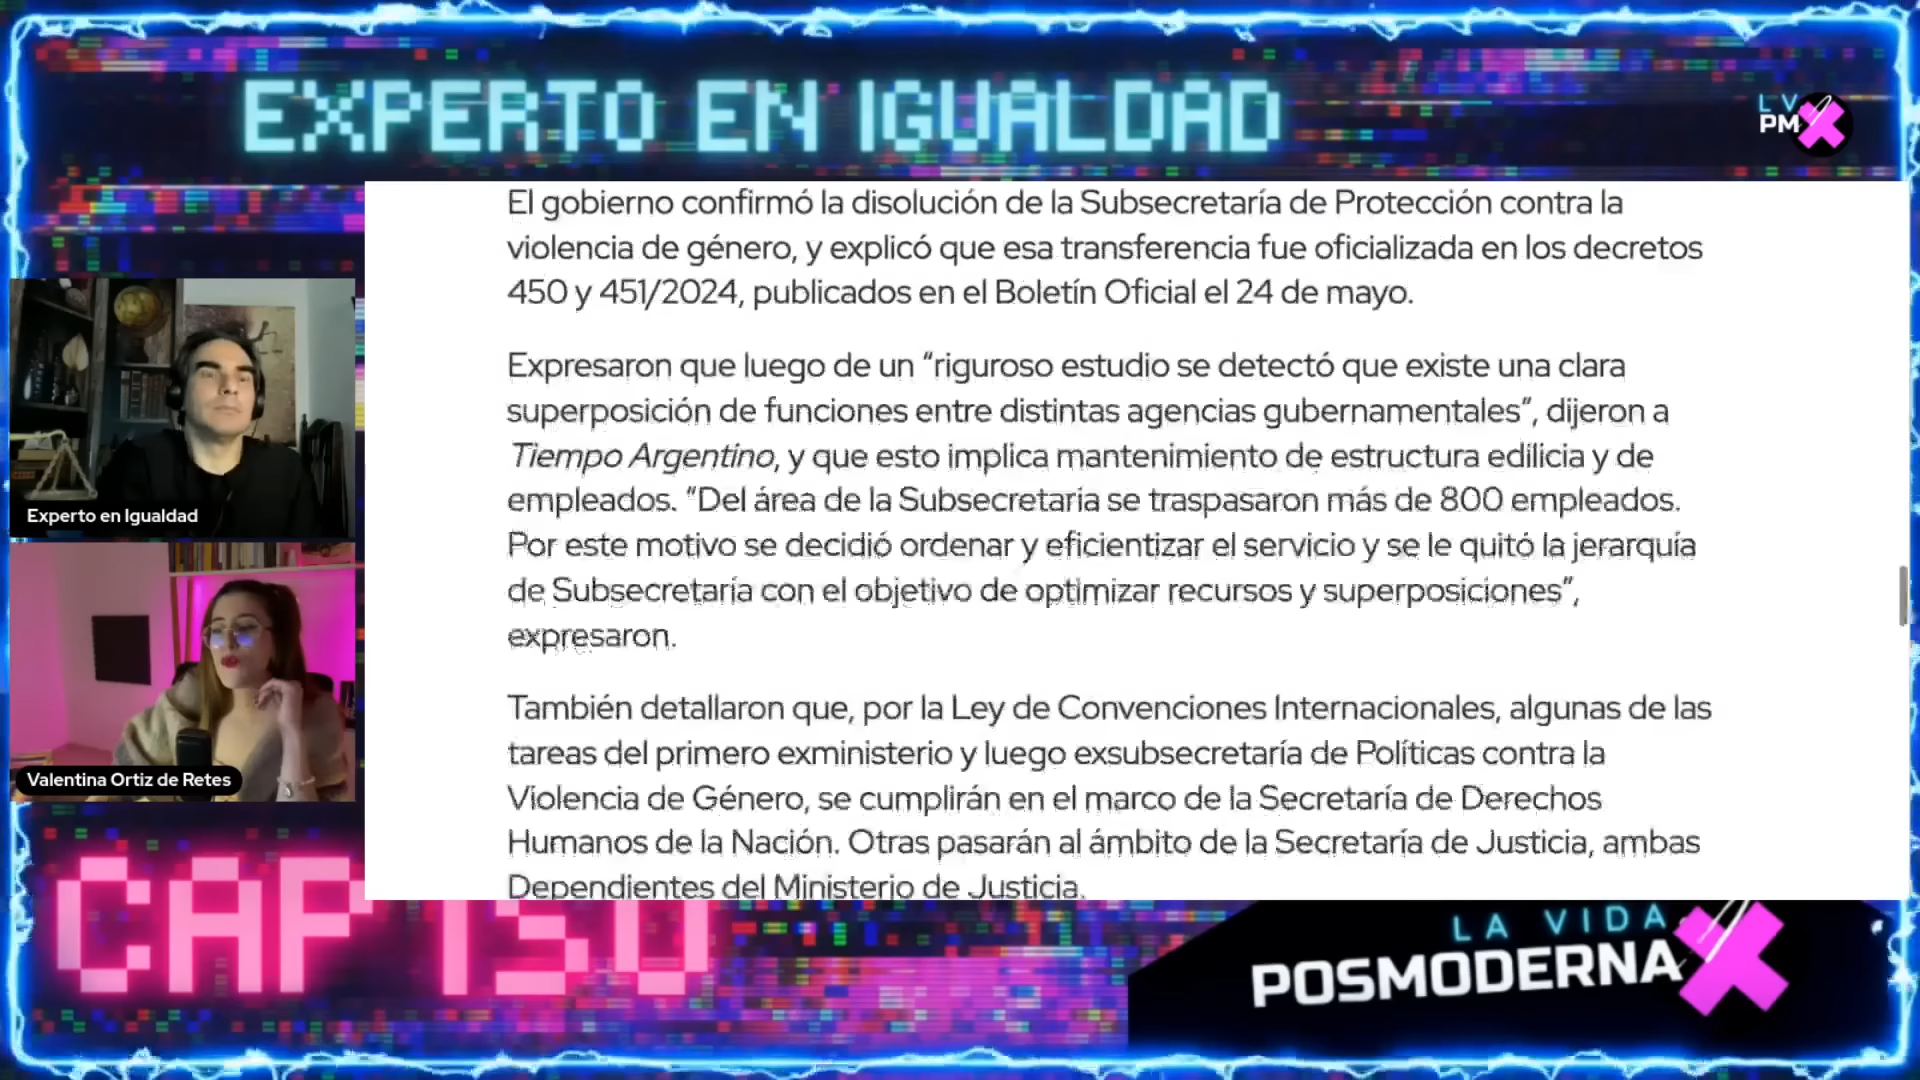 EXPERTO EN IGUALDAD
LV
PM
El gobierno confirmó la disolución de la Subsecretaría de Protección contra la
violencia de género, y explicó que esa transferencia fue oficializada en los decretos
450 y 451/2024, publicados en el Boletín Oficial el 24 de mayo.
Expresaron que luego de un “riguroso estudio se detectó que existe una clara
superposición de funciones entre distintas agencias gubernamentales”, dijeron a
Tiempo Argentino, y que esto implica mantenimiento de estructura edilicia y de
empleados. “Del área de la Subsecretaria se traspasaron más de 800 empleados.
Por este motivo se decidió ordenar y eficientizar el servicio y se le quitó la jerarquía
de Subsecretaría con el objetivo de optimizar recursos y superposiciones”,
expresaron.
También detallaron que, por la Ley de Convenciones Internacionales, algunas de las
tareas del primero exministerio y luego exsubsecretaría de Políticas contra la
Violencia de Género, se cumplirán en el marco de la Secretaría de Derechos
Humanos de la Nación. Otras pasarán al ámbito de la Secretaría de Justicia, ambas
Dependientes del Ministerio de Justicia.
Experto en Igualdad
Valentina Ortiz de Retes
CAP 150
LA VIDA
POSMODERNA